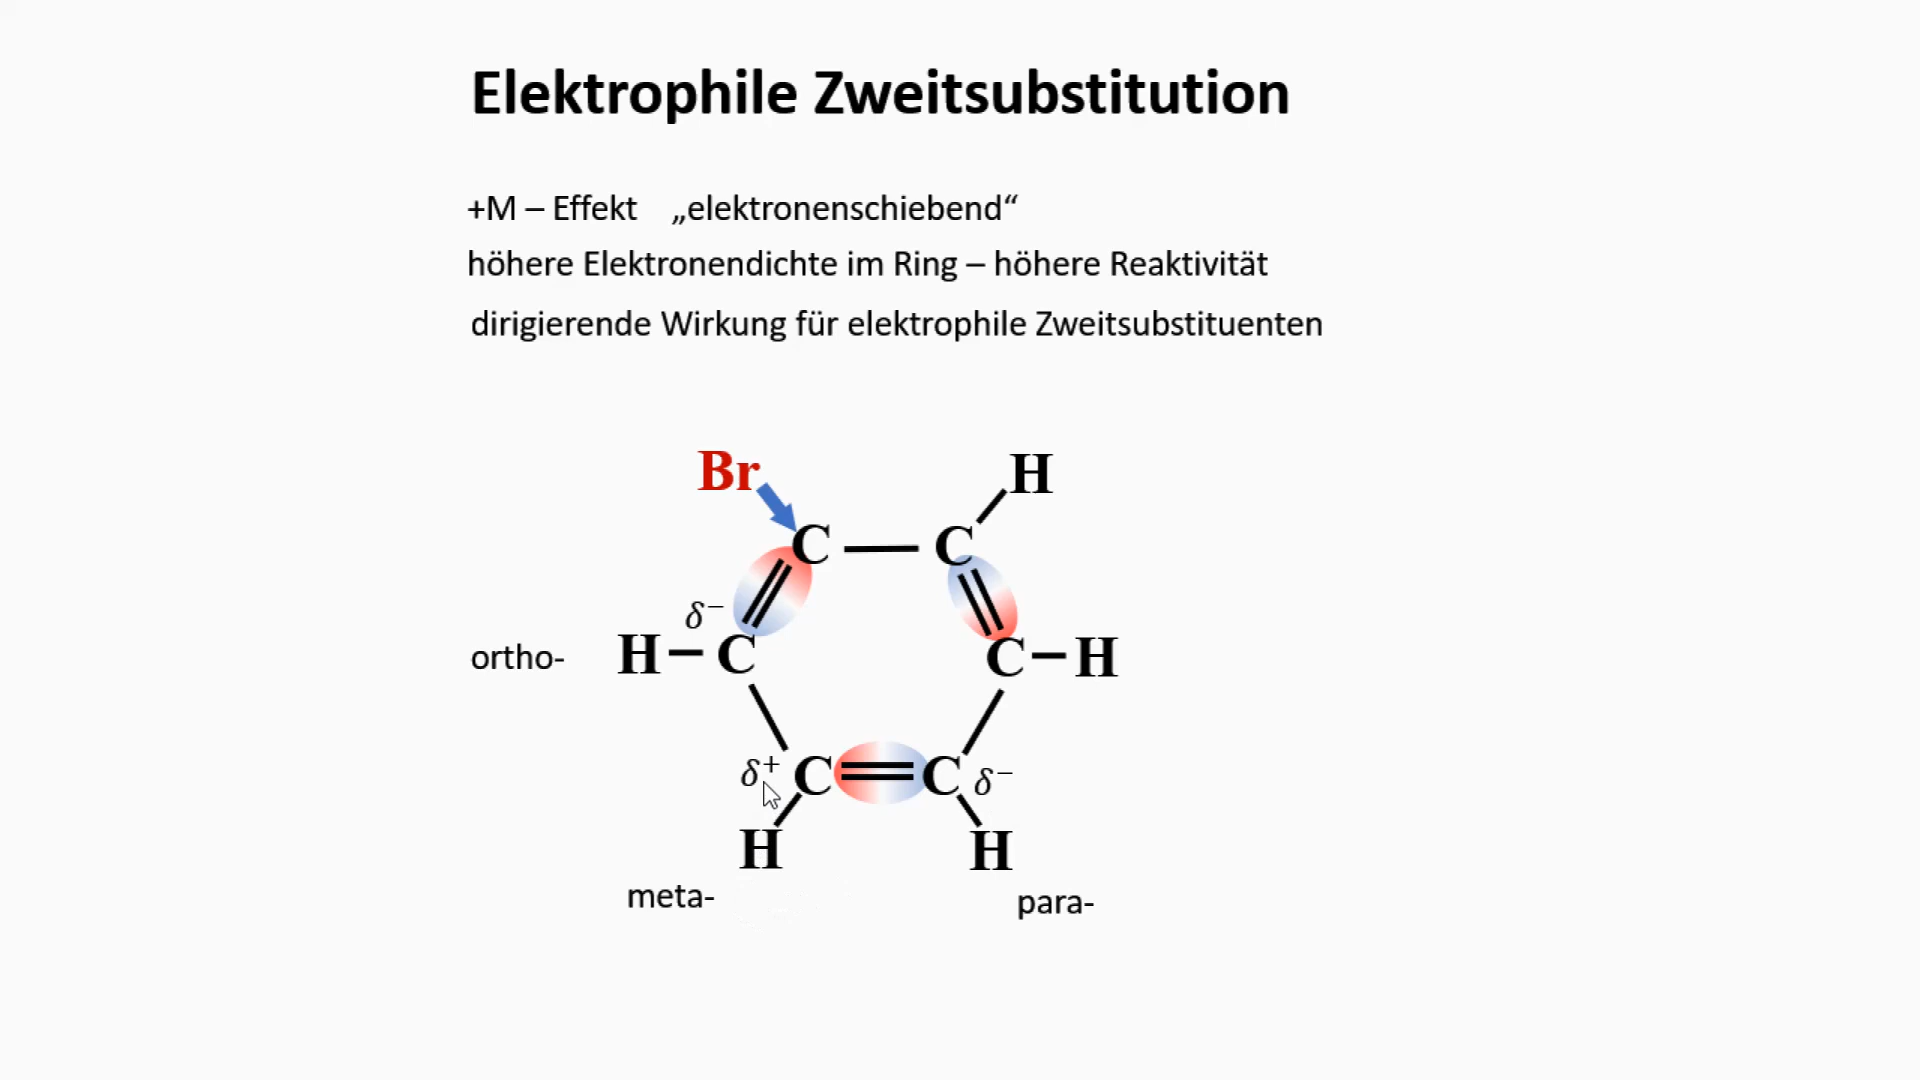 Elektrophile Zweitsubstitution
+M – Effekt „elektronenschiebend“
höhere Elektronendichte im Ring – höhere Reaktivität
dirigierende Wirkung für elektrophile Zweitsubstituenten
Br H
C C
δ⁻
ortho- H C C H
δ⁺ C C δ⁻
H H
meta- para-